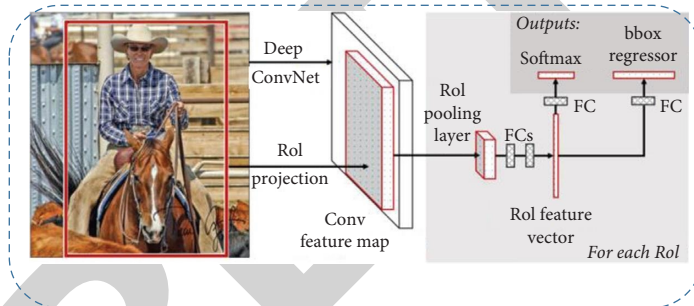 Deep
ConvNet
RoI
projection
Conv
feature map
RoI
pooling
layer
FCs
RoI feature
vector
Outputs:
Softmax
bbox
regressor
FC
FC
For each RoI